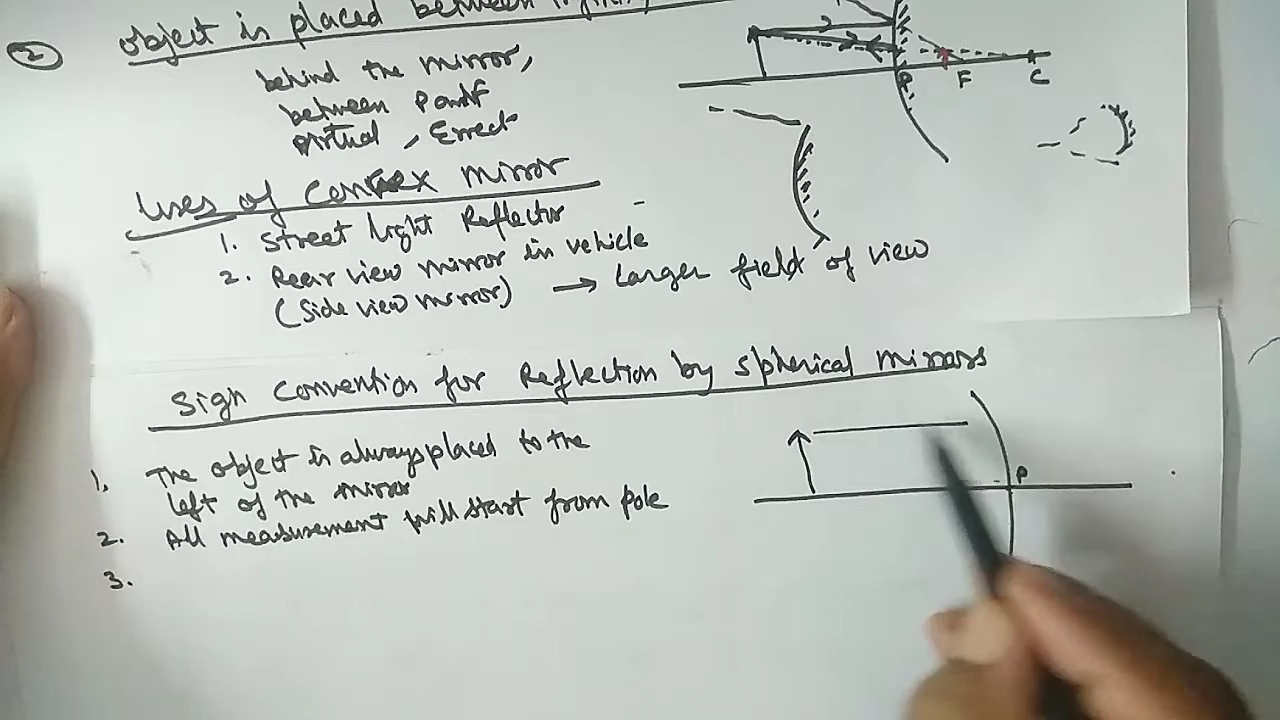 2
object is placed between
behind the mirror,
between P and F
virtual, Erect
P F C
Uses of Convex mirror
1. Street light Reflector
2. Rear view mirror in vehicle
(Side view mirror) → Larger field of view
Sign Convention for Reflection by Spherical mirrors
1. The object is always placed to the
left of the mirror
2. All measurement will start from pole
3.
P